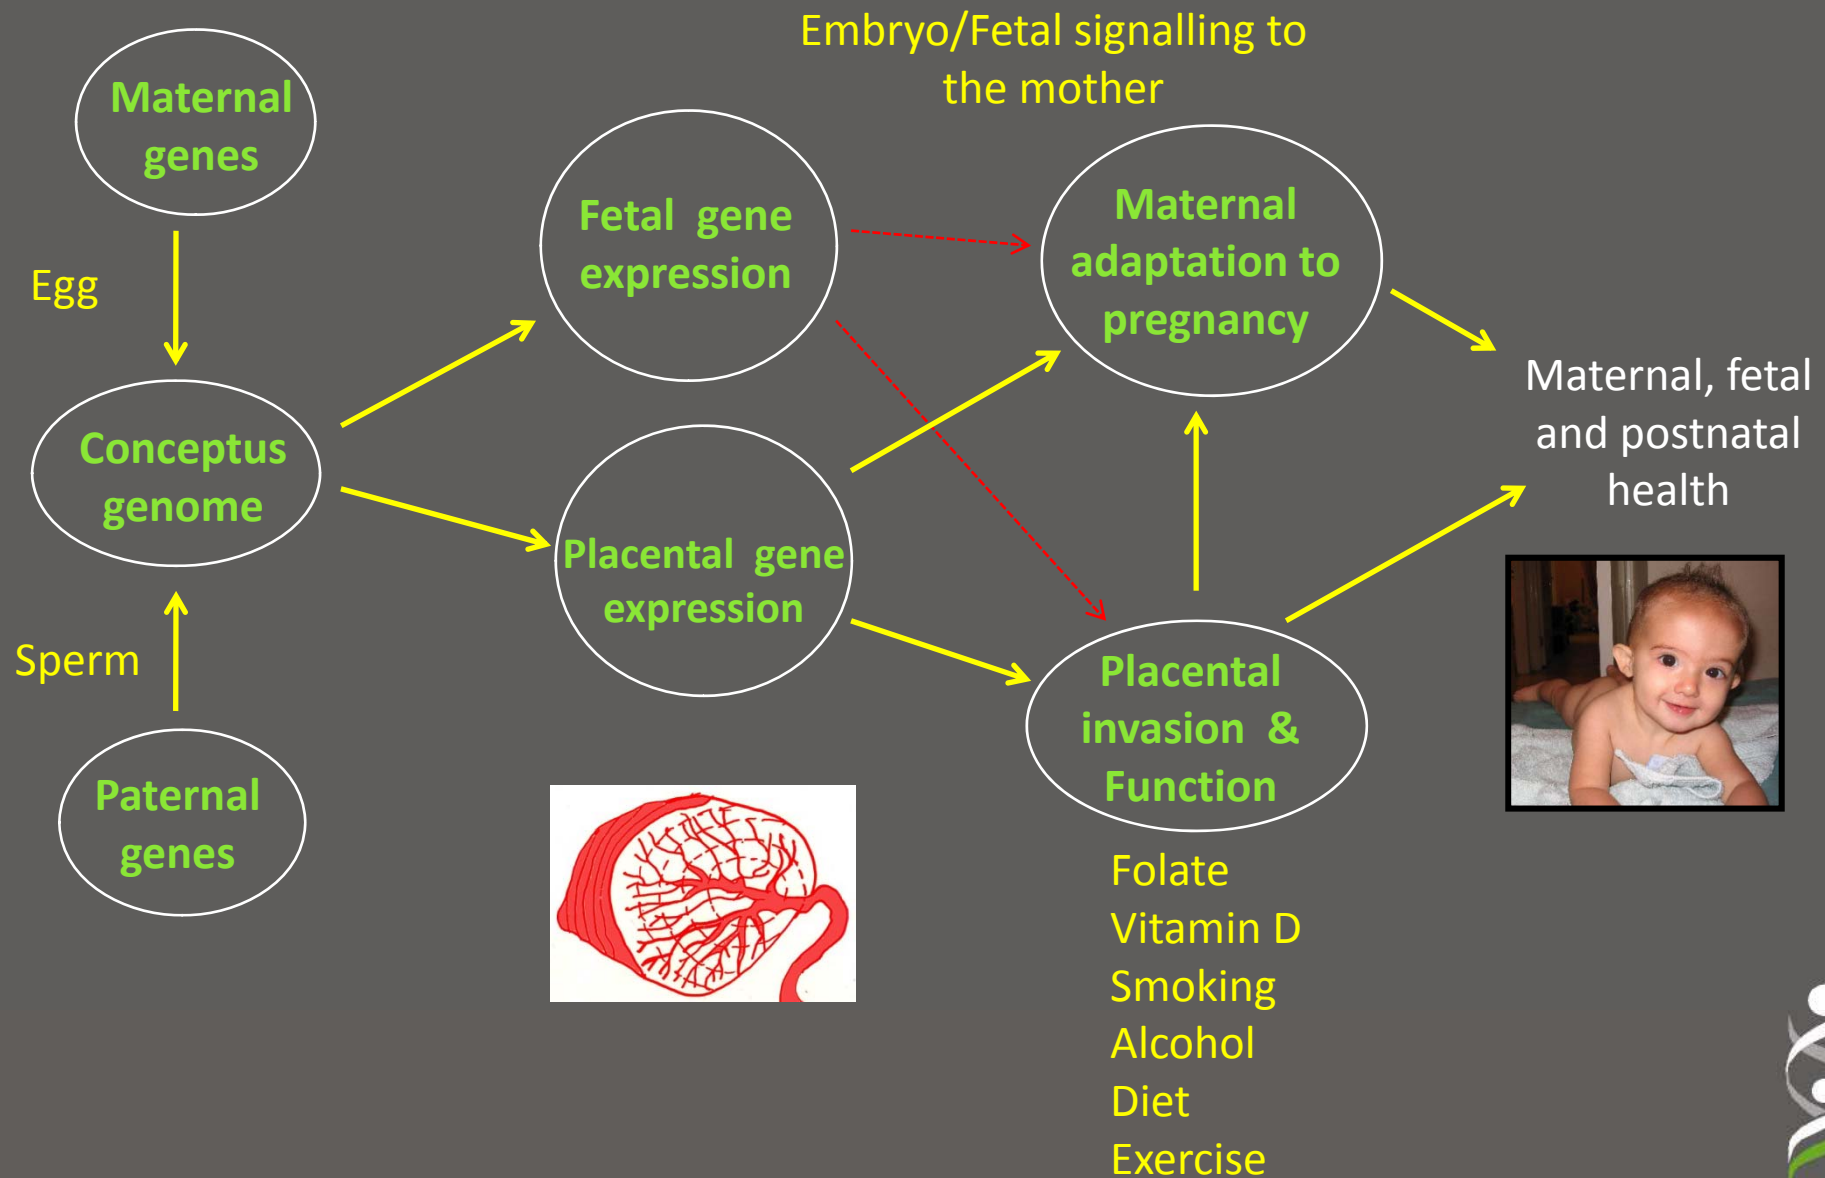 Embryo/Fetal signalling to
the mother
Maternal
genes
Egg
Conceptus
genome
Sperm
Paternal
genes
Fetal gene
expression
Placental gene
expression
Maternal
adaptation to
pregnancy
Placental
invasion &
Function
Folate
Vitamin D
Smoking
Alcohol
Diet
Exercise
Maternal, fetal
and postnatal
health